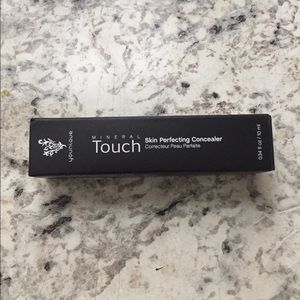 younique
MINERAL
Touch
Skin Perfecting Concealer
Correcteur Peau Parfaite
0.34 fl oz / 10 ml